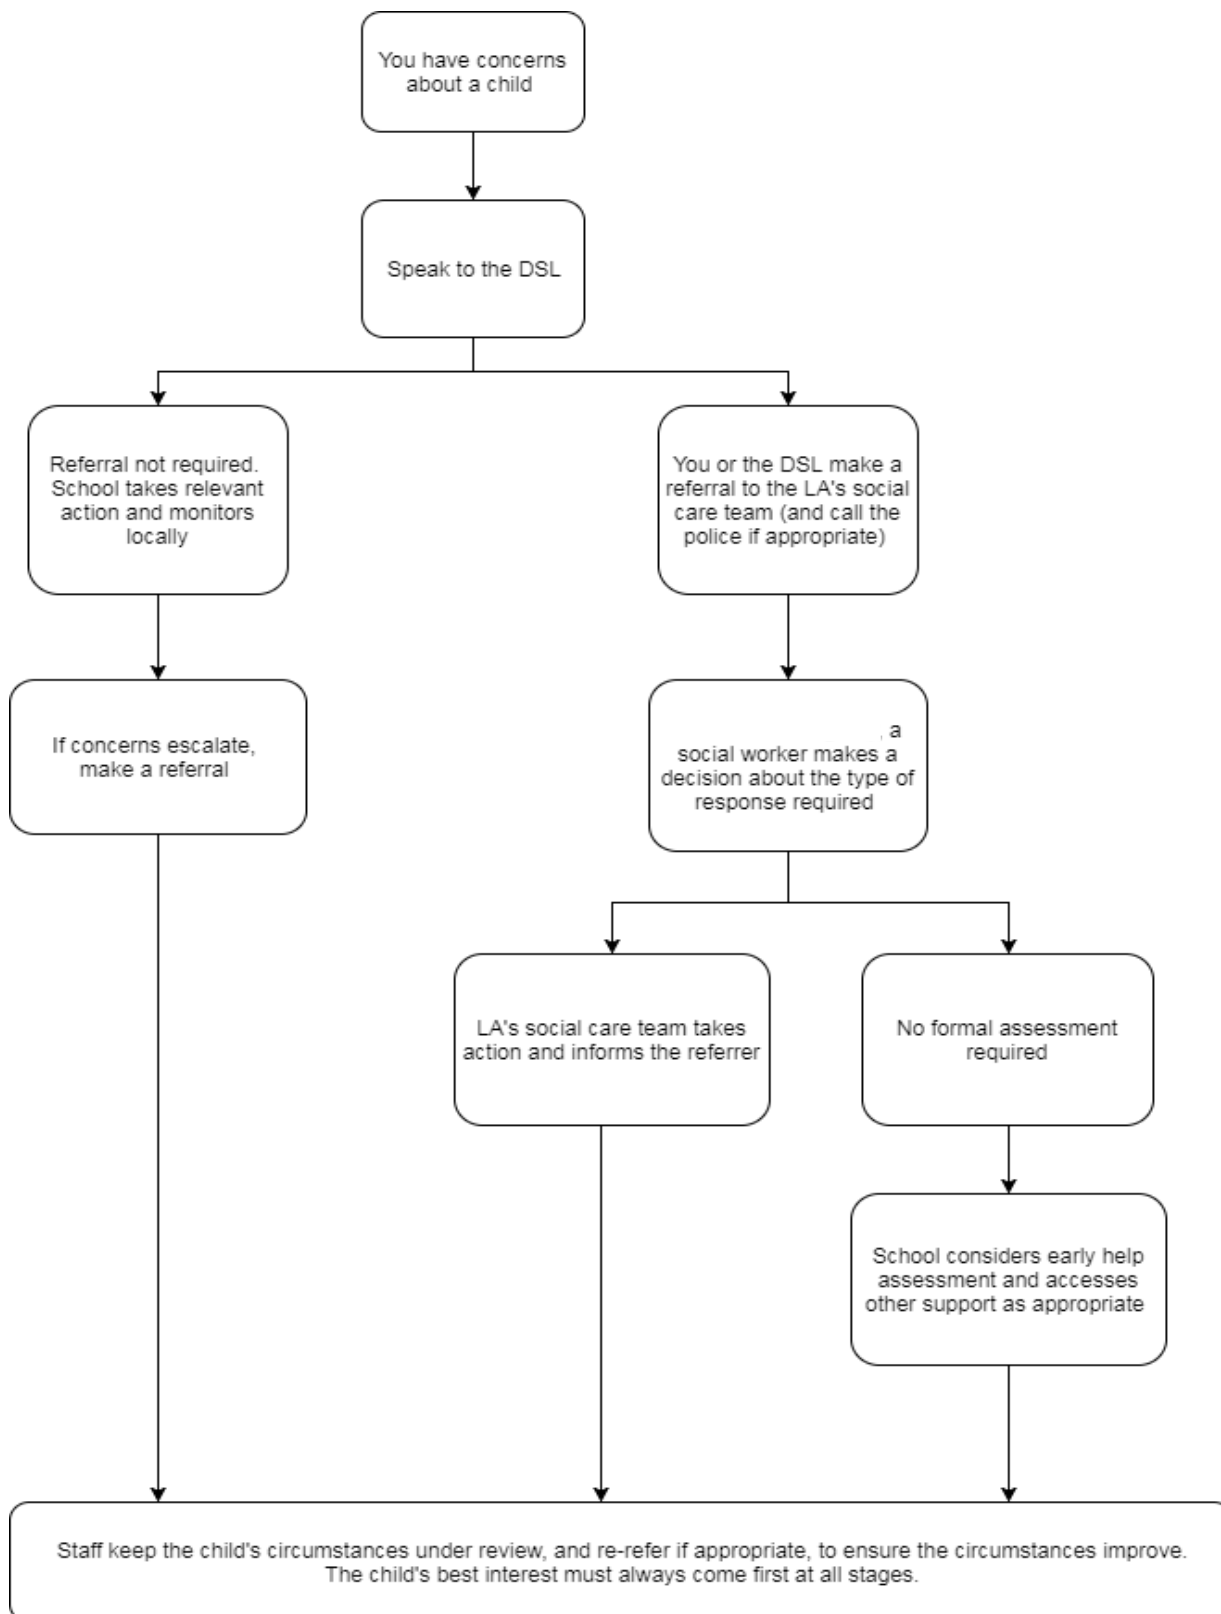 You have concerns
about a child
Speak to the DSL
Referral not required.
School takes relevant
action and monitors
locally
You or the DSL make a
referral to the LA's social
care team (and call the
police if appropriate)
If concerns escalate,
make a referral
, a
social worker makes a
decision about the type of
response required
LA's social care team takes
action and informs the referrer
No formal assessment
required
School considers early help
assessment and accesses
other support as appropriate
Staff keep the child's circumstances under review, and re-refer if appropriate, to ensure the circumstances improve.
The child's best interest must always come first at all stages.